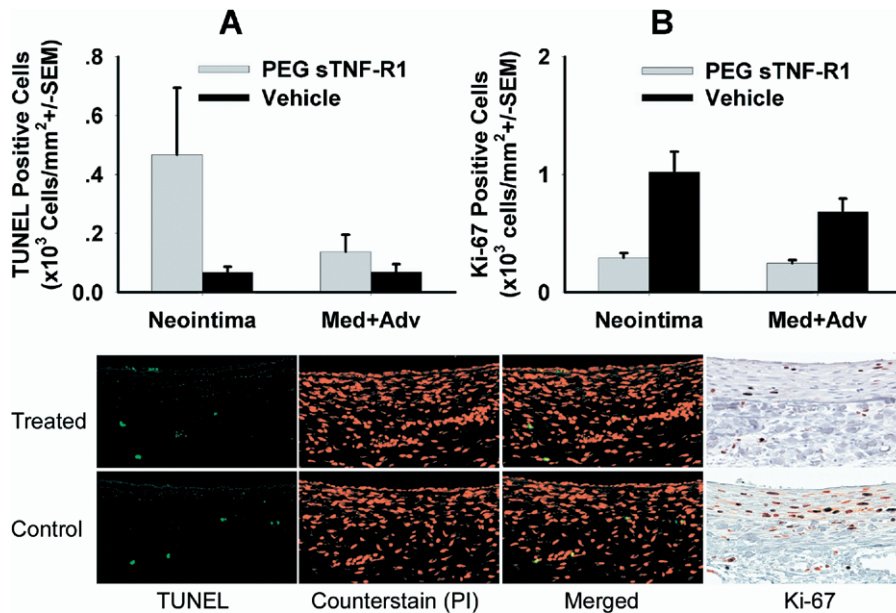 A
PEG sTNF-R1
Vehicle
TUNEL Positive Cells
(x10³ Cells/mm²+/-SEM)
.8
.6
.4
.2
0.0
Neointima Med+Adv
B
PEG sTNF-R1
Vehicle
Ki-67 Positive Cells
(x10³ cells/mm²+/-SEM)
2
1
0
Neointima Med+Adv
Treated
Control
TUNEL Counterstain (PI) Merged Ki-67